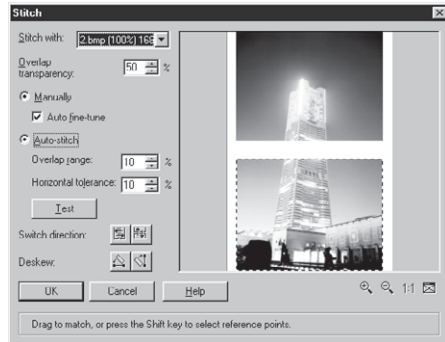 Stitch
Stitch with: 2.bmp (100%) 169
Overlap transparency: 50 %
Manually
Auto fine-tune
Auto-stitch
Overlap range: 10 %
Horizontal tolerance: 10 %
Test
Switch direction:
Deskew:
OK Cancel Help
1:1
Drag to match, or press the Shift key to select reference points.